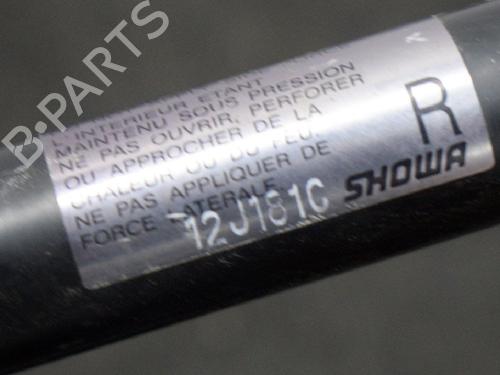 B-PARTS
L'INTERIEUR ETANT
MAINTENU SOUS PRESSION
NE PAS OUVRIR, PERFORER
OU APPROCHER DE LA
CHALEUR OU DU FEU.
NE PAS APPLIQUER DE
FORCE LATERALE
12J181C
R
SHOWA